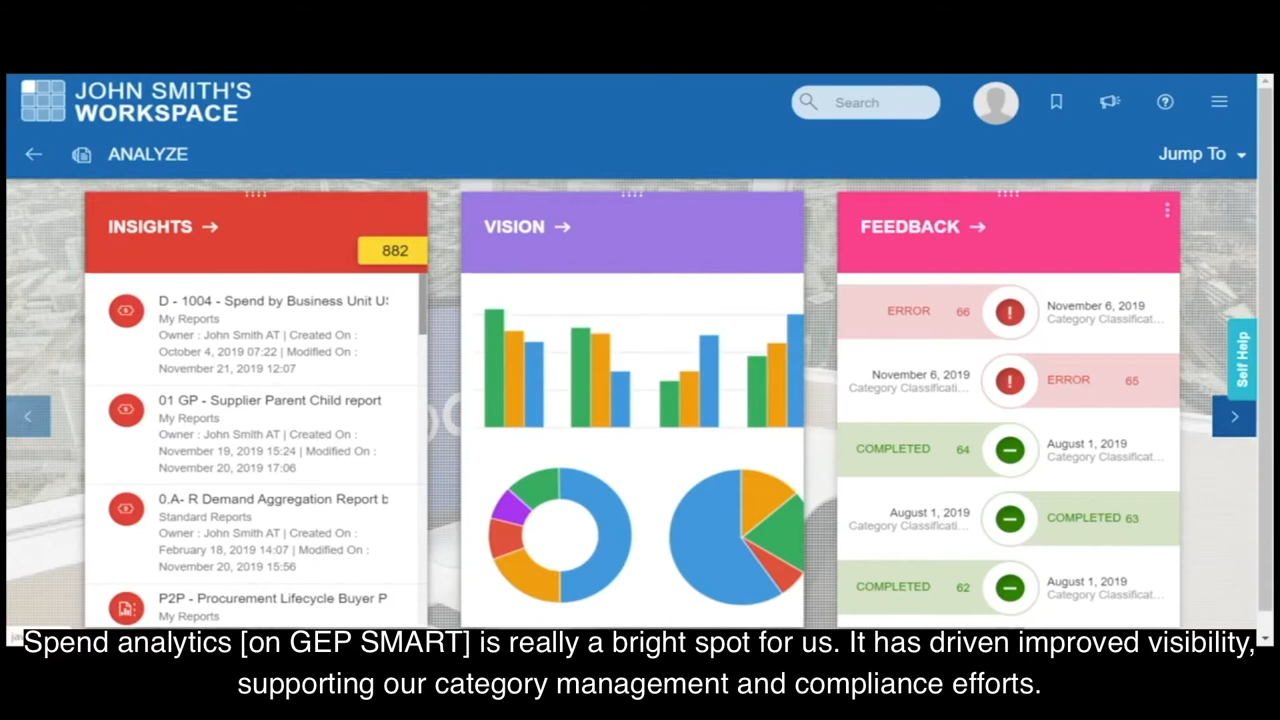 JOHN SMITH'S
WORKSPACE
Search
ANALYZE
Jump To
INSIGHTS
882
D - 1004 - Spend by Business Unit
My Reports
Owner : John Smith AT | Created On :
October 4, 2019 07:22 | Modified On :
November 21, 2019 12:07
01 GP - Supplier Parent Child report
My Reports
Owner : John Smith AT | Created On :
November 19, 2019 15:24 | Modified On :
November 20, 2019 17:06
0.A- R Demand Aggregation Report
Standard Reports
Owner : John Smith AT | Created On :
February 18, 2019 14:07 | Modified On :
November 20, 2019 15:56
P2P - Procurement Lifecycle Buyer P
My Reports
VISION
FEEDBACK
ERROR 66
November 6, 2019
Category Classificat...
November 6, 2019
Category Classificati...
ERROR 65
COMPLETED 64
August 1, 2019
Category Classificat...
August 1, 2019
Category Classificati...
COMPLETED 63
COMPLETED 62
August 1, 2019
Category Classificat...
Self Help
Spend analytics [on GEP SMART] is really a bright spot for us. It has driven improved visibility,
supporting our category management and compliance efforts.